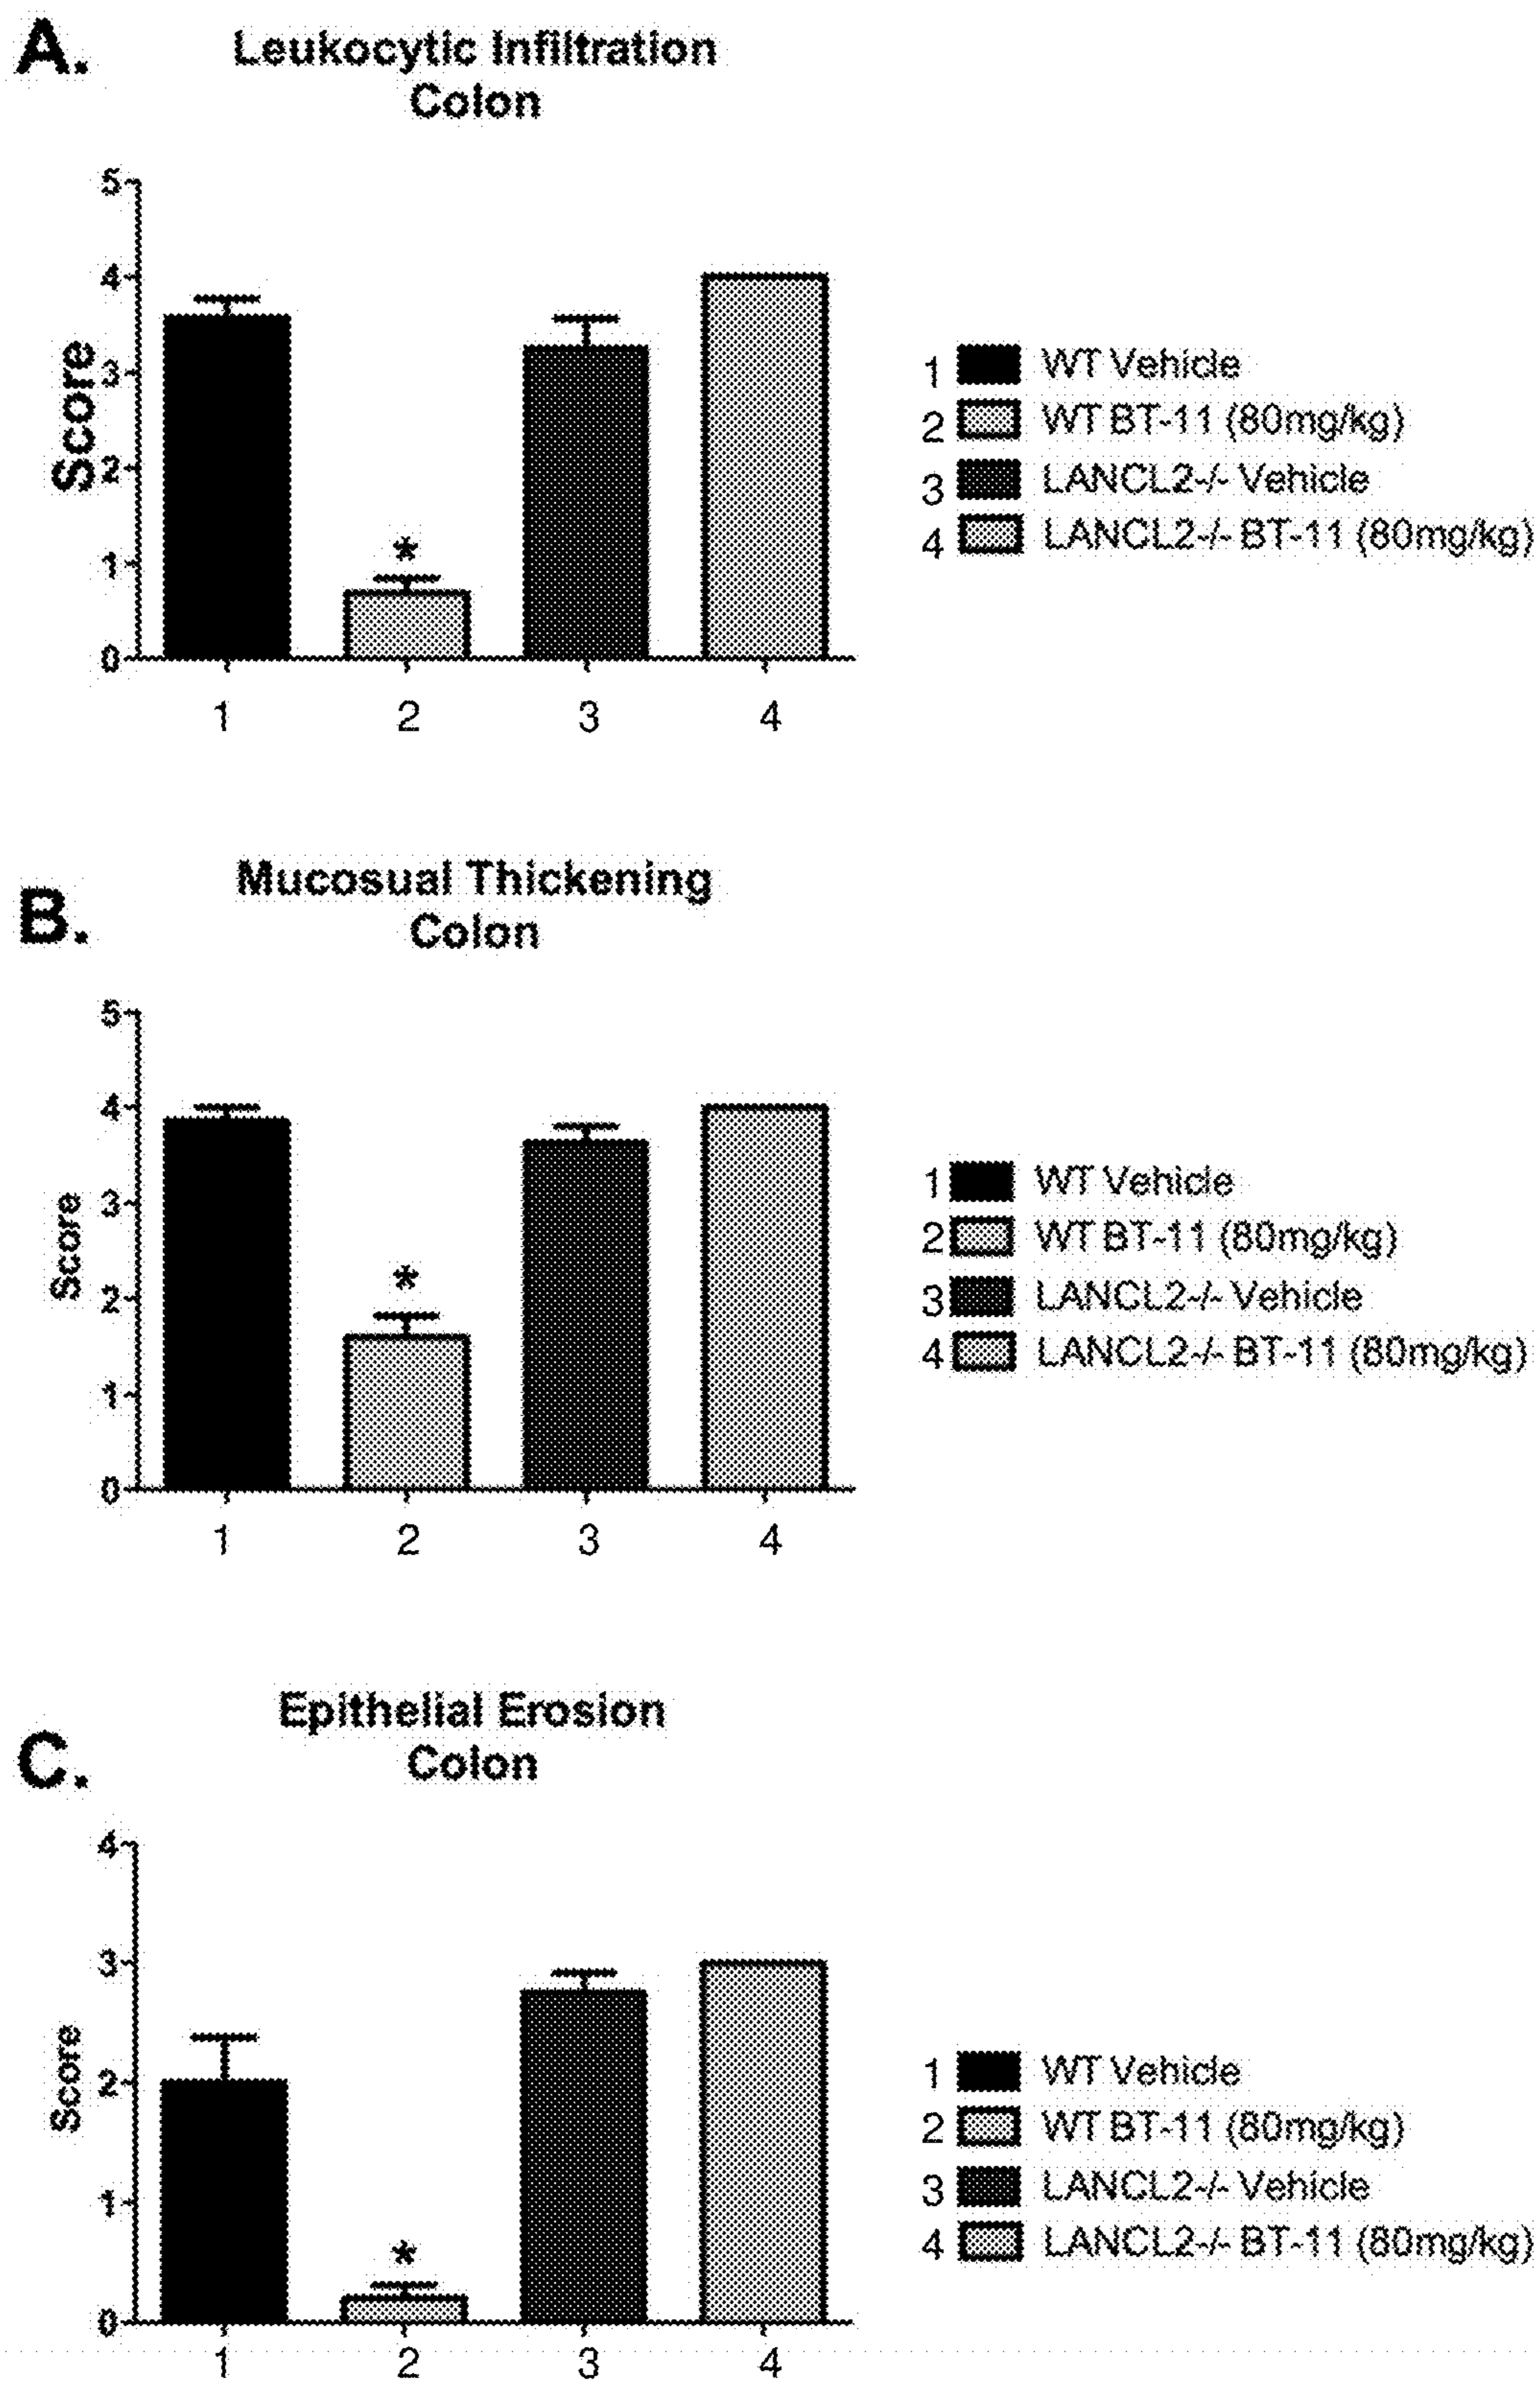 A.
Leukocytic Infiltration
Colon
5
4
3
2
1
0
Score
*
1 2 3 4
1 WT Vehicle
2 WT BT-11 (80mg/kg)
3 LANCL2-/- Vehicle
4 LANCL2-/- BT-11 (80mg/kg)
B.
Mucosual Thickening
Colon
5
4
3
2
1
0
Score
*
1 2 3 4
1 WT Vehicle
2 WT BT-11 (80mg/kg)
3 LANCL2-/- Vehicle
4 LANCL2-/- BT-11 (80mg/kg)
C.
Epithelial Erosion
Colon
4
3
2
1
0
Score
*
1 2 3 4
1 WT Vehicle
2 WT BT-11 (80mg/kg)
3 LANCL2-/- Vehicle
4 LANCL2-/- BT-11 (80mg/kg)